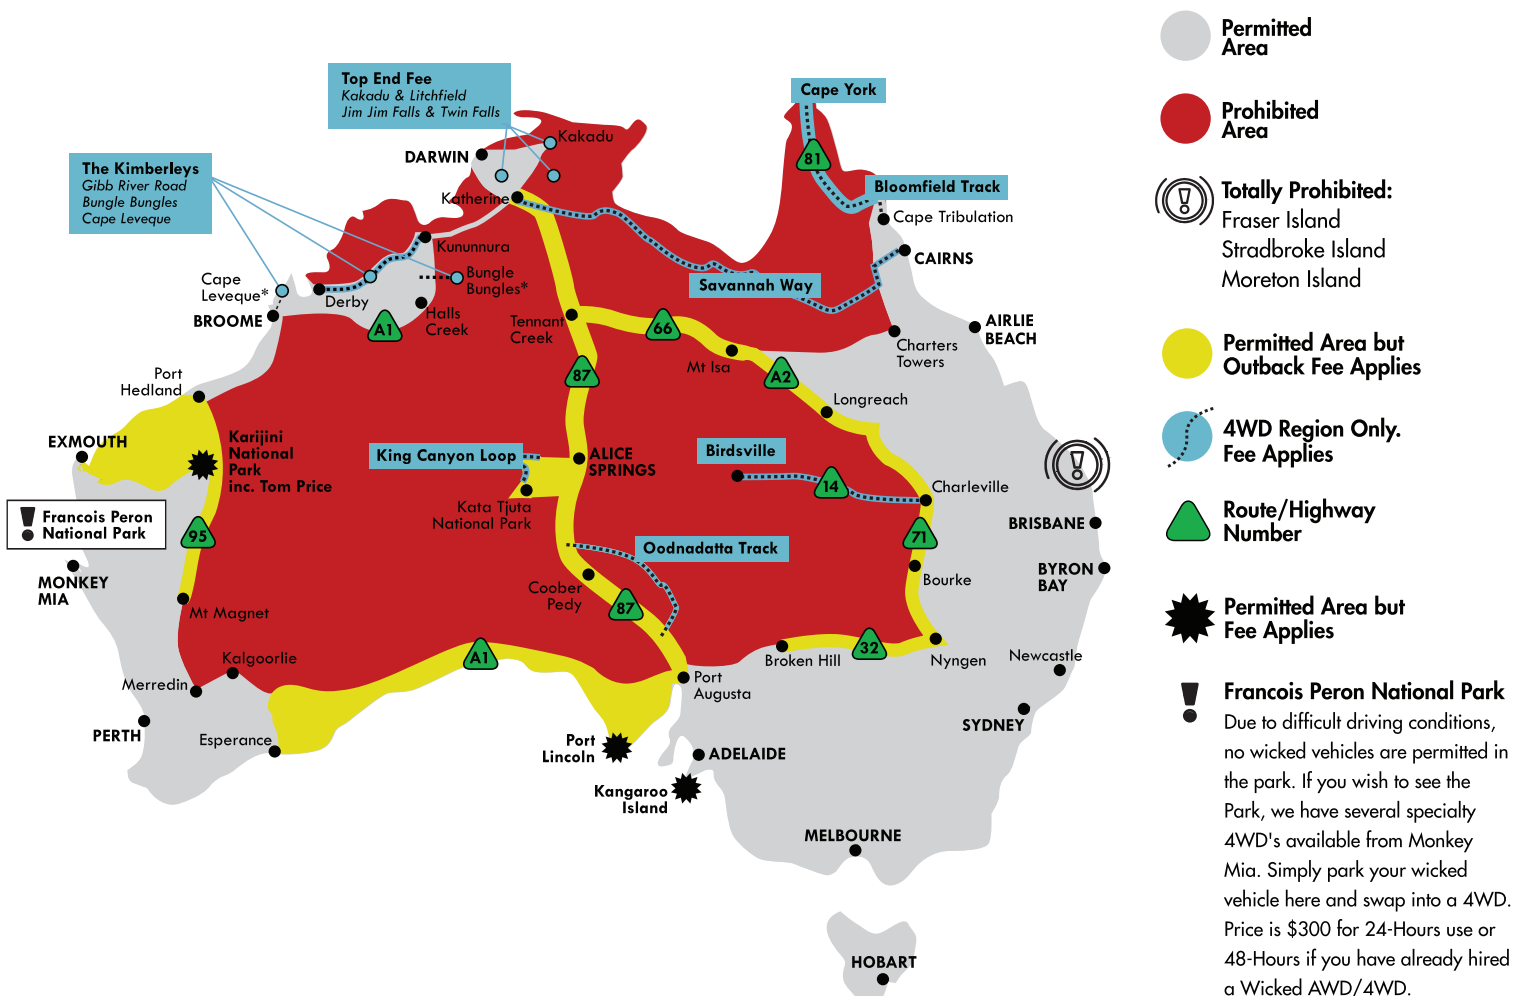 Top End Fee
Kakadu & Litchfield
Jim Jim Falls & Twin Falls
Cape York
Kakadu
DARWIN
81
The Kimberleys
Gibb River Road
Bungle Bungles
Cape Leveque
Bloomfield Track
Katherine
Cape Tribulation
Kununnura
CAIRNS
Cape
Leveque*
Bungle
Bungles*
Savannah Way
Derby
BROOME
A1
Halls
Creek
Tennant
Creek
66
AIRLIE
BEACH
Charters
Towers
Mt Isa
Port
Hedland
87
A2
Longreach
EXMOUTH
Karijini
National
Park
inc. Tom Price
King Canyon Loop
ALICE
SPRINGS
Birdsville
14
Charleville
Kata Tjuta
National Park
Francois Peron
National Park
95
BRISBANE
71
Oodnadatta Track
MONKEY
MIA
BYRON
BAY
Coober
Pedy
Bourke
87
Mt Magnet
Kalgoorlie
A1
Broken Hill
32
Nyngen
Newcastle
Merredin
Port
Augusta
PERTH
Esperance
SYDNEY
Port
Lincoln
ADELAIDE
Kangaroo
Island
MELBOURNE
HOBART
Permitted
Area
Prohibited
Area
Totally Prohibited:
Fraser Island
Stradbroke Island
Moreton Island
Permitted Area but
Outback Fee Applies
4WD Region Only.
Fee Applies
Route/Highway
Number
Permitted Area but
Fee Applies
Francois Peron National Park
Due to difficult driving conditions,
no wicked vehicles are permitted in
the park. If you wish to see the
Park, we have several specialty
4WD's available from Monkey
Mia. Simply park your wicked
vehicle here and swap into a 4WD.
Price is $300 for 24-Hours use or
48-Hours if you have already hired
a Wicked AWD/4WD.